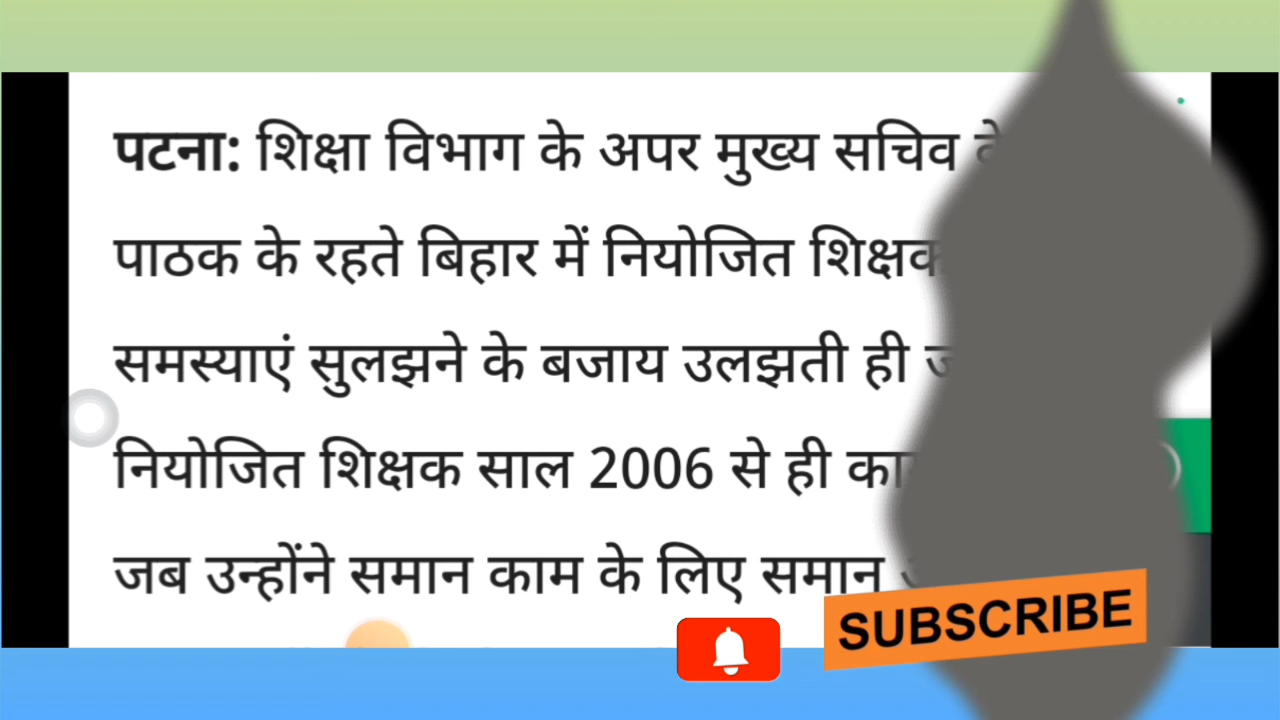 पटना: शिक्षा विभाग के अपर मुख्य सचिव
पाठक के रहते बिहार में नियोजित
समस्याएं सुलझने के बजाय उलझती ही
नियोजित शिक्षक साल 2006 से ही
जब उन्होंने समान काम के लिए समान
SUBSCRIBE